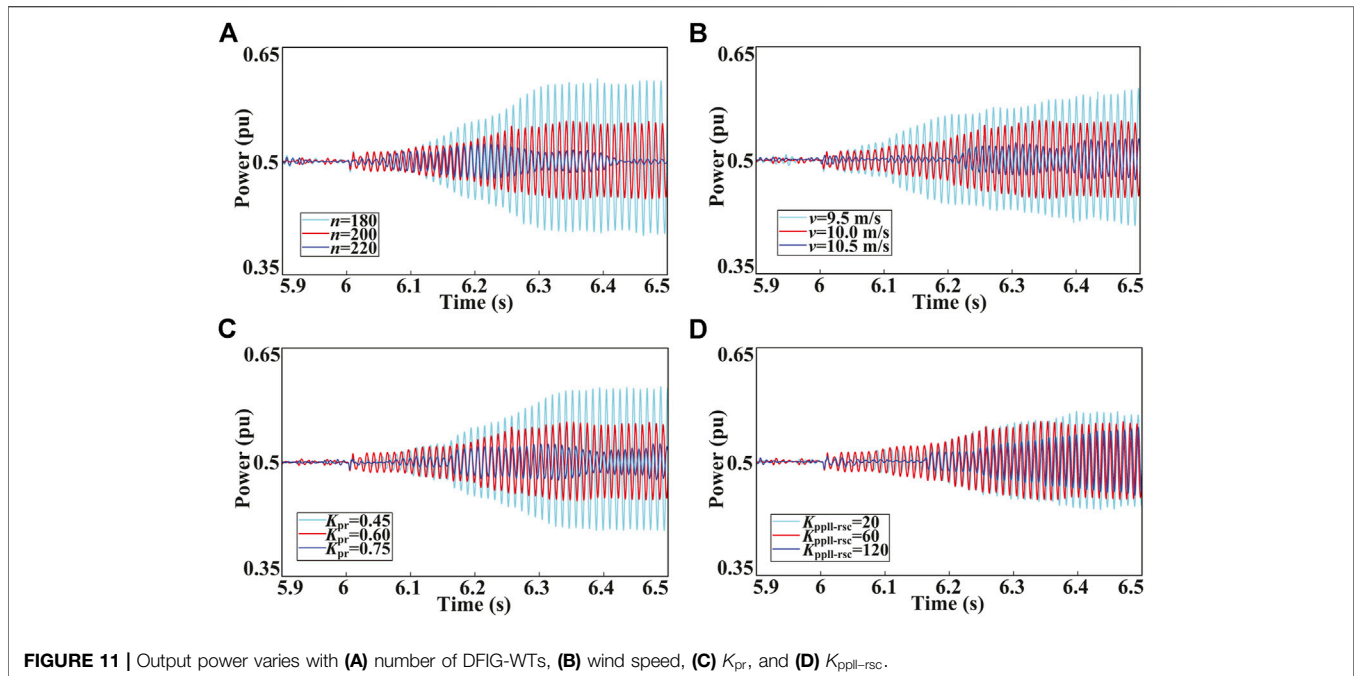 A
0.65
Power (pu)
0.5
0.35
n=180
n=200
n=220
5.9 6 6.1 6.2 6.3 6.4 6.5
Time (s)
B
0.65
Power (pu)
0.5
0.35
v=9.5 m/s
v=10.0 m/s
v=10.5 m/s
5.9 6 6.1 6.2 6.3 6.4 6.5
Time (s)
C
0.65
Power (pu)
0.5
0.35
Kpr=0.45
Kpr=0.60
Kpr=0.75
5.9 6 6.1 6.2 6.3 6.4 6.5
Time (s)
D
0.65
Power (pu)
0.5
0.35
Kppll-rsc=20
Kppll-rsc=60
Kppll-rsc=120
5.9 6 6.1 6.2 6.3 6.4 6.5
Time (s)
FIGURE 11 | Output power varies with (A) number of DFIG-WTs, (B) wind speed, (C) Kpr, and (D) Kppll–rsc.